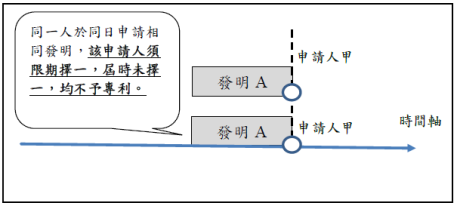 同一人於同日申請相
同發明，該申請人須
限期擇一，屆時未擇
一，均不予專利。
申請人甲
發明 A
發明 A
申請人甲
時間軸